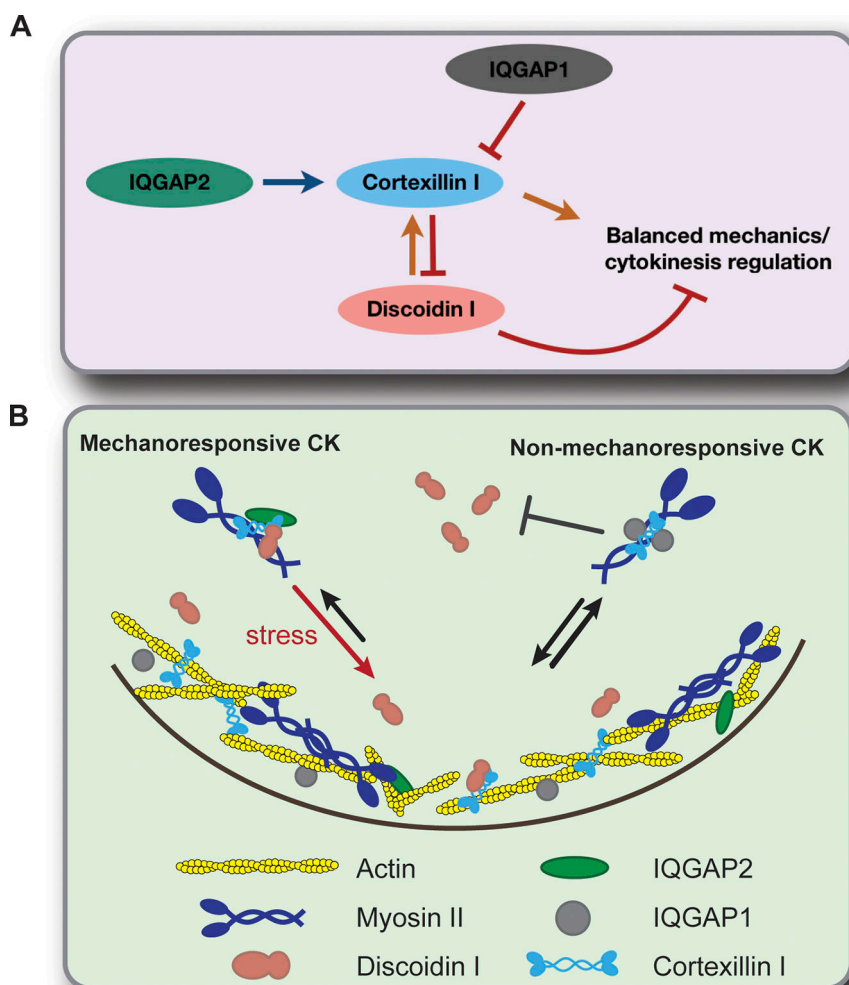 A
IQGAP1
IQGAP2
Cortexillin I
Balanced mechanics/
cytokinesis regulation
Discoidin I
B
Mechanoresponsive CK
Non-mechanoresponsive CK
stress
Actin
IQGAP2
Myosin II
IQGAP1
Discoidin I
Cortexillin I